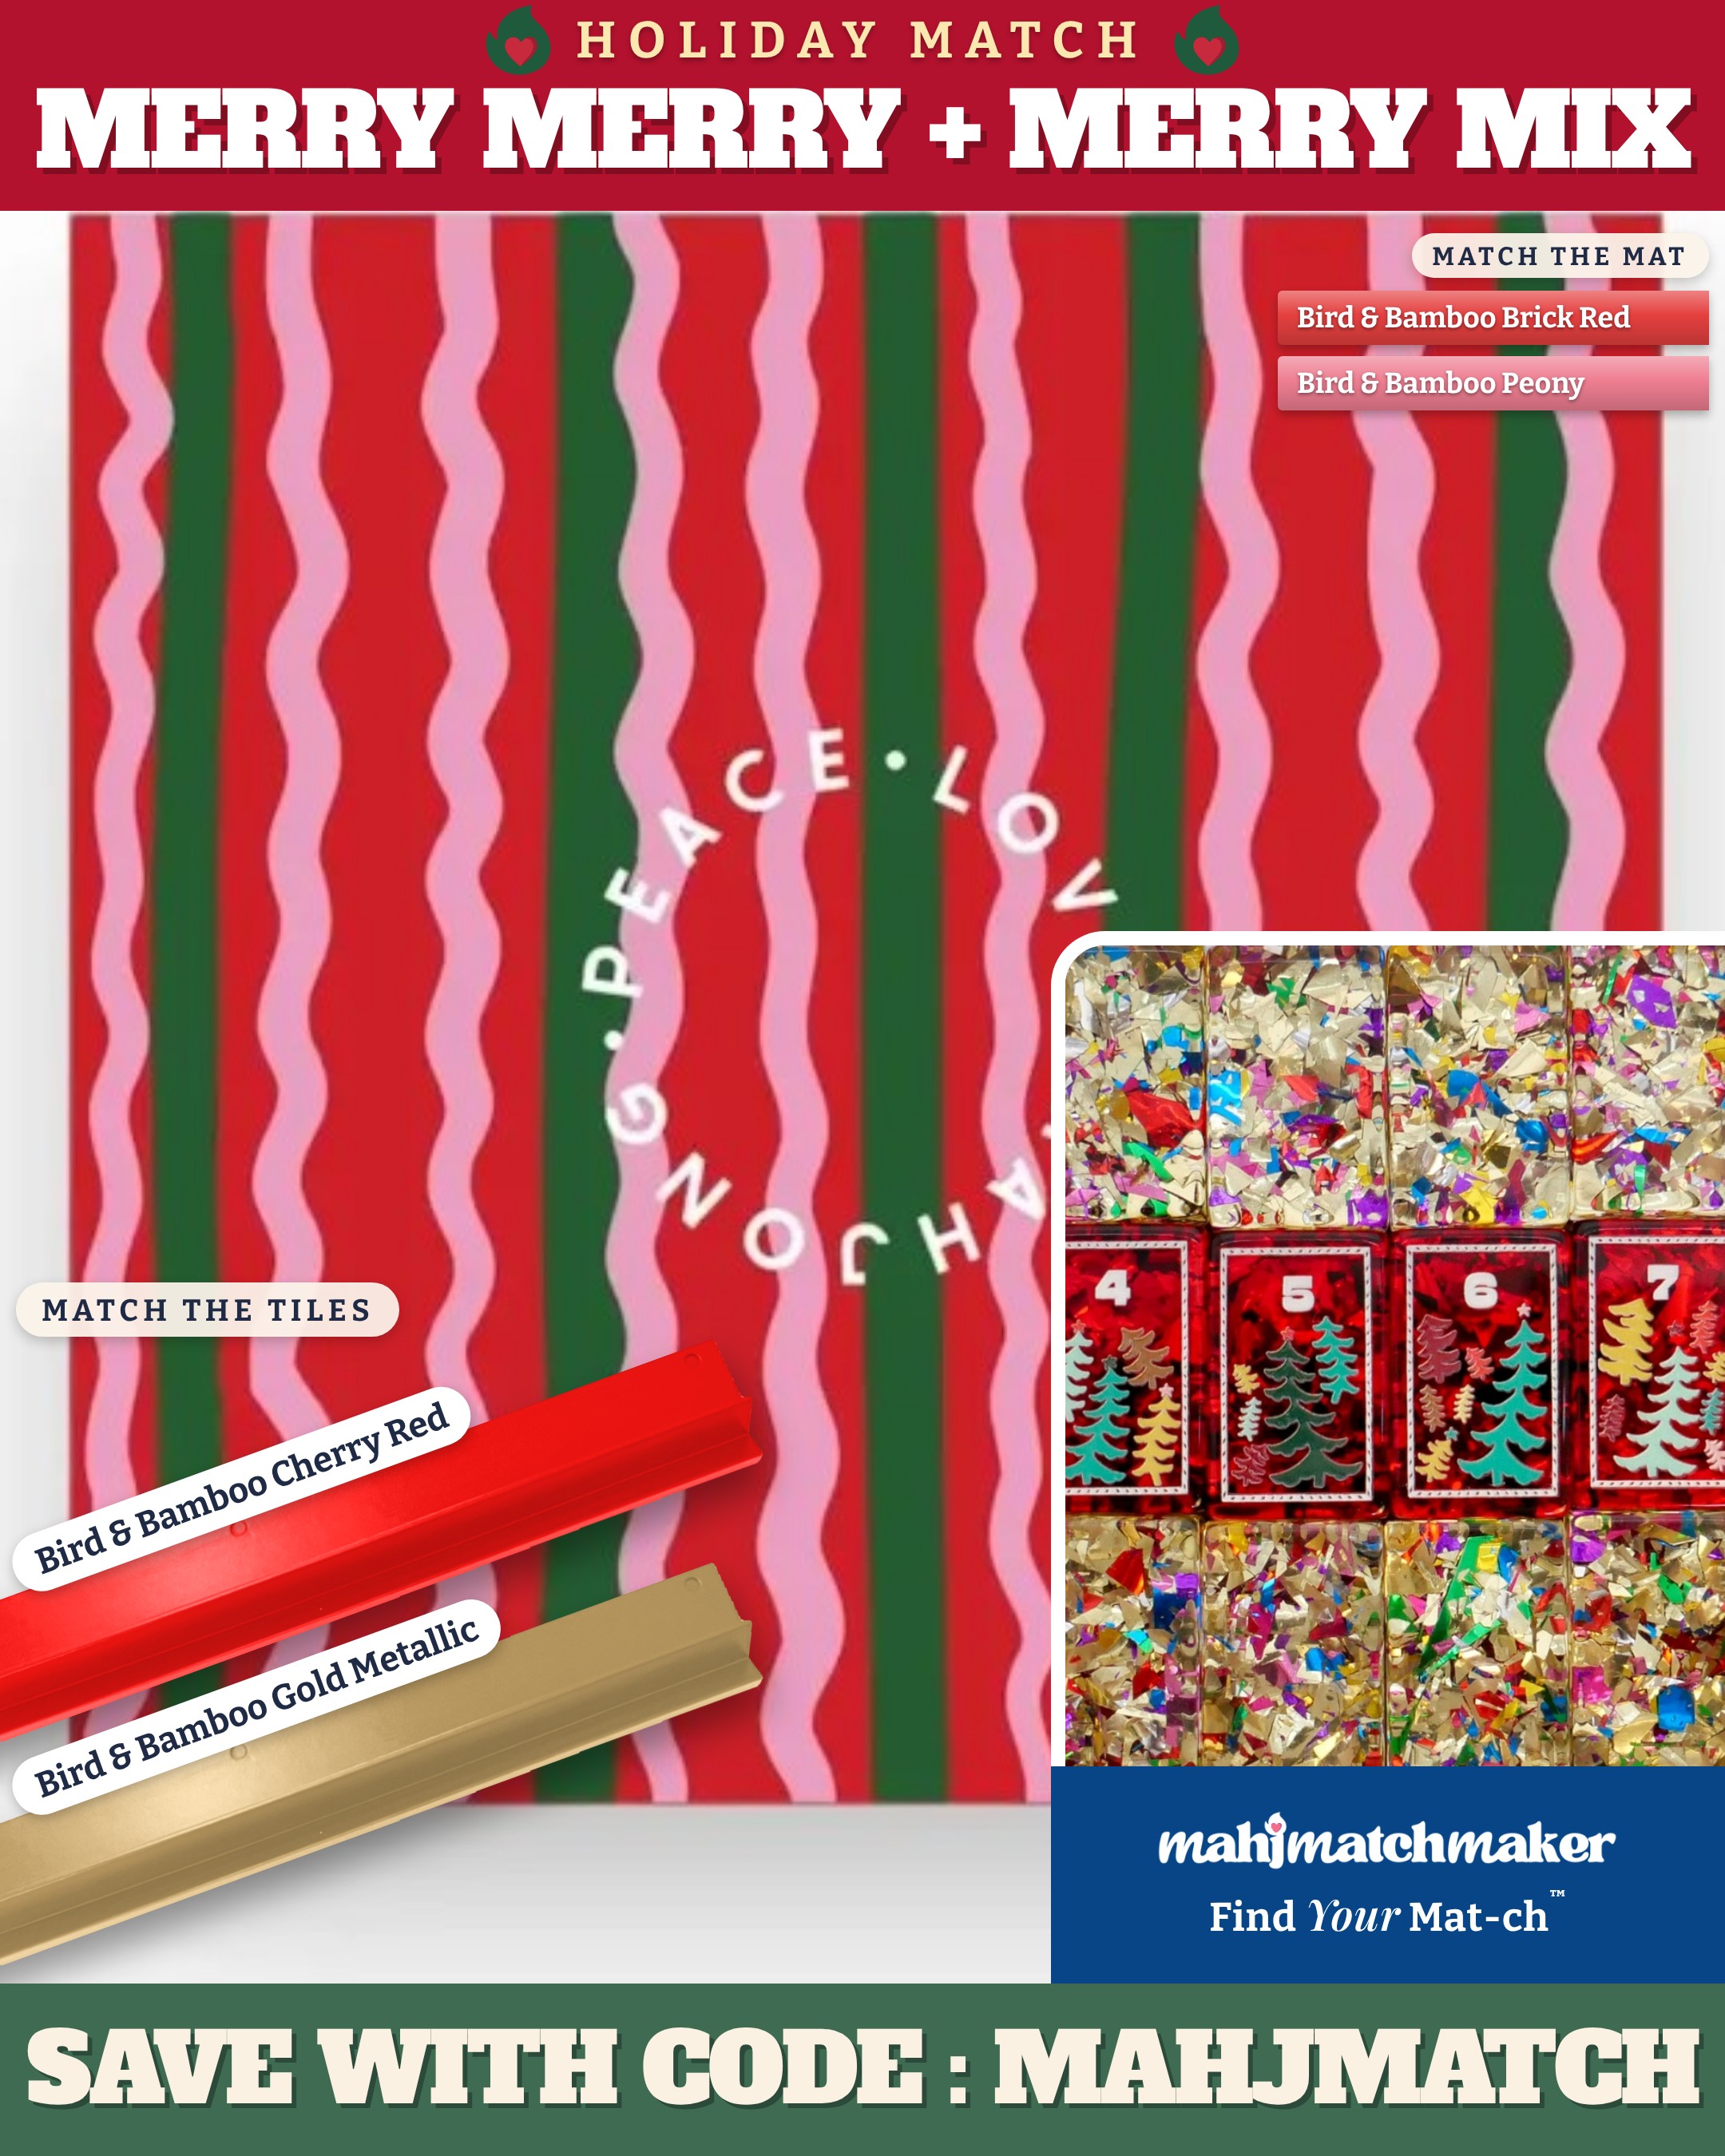 HOLIDAY MATCH
MERRY MERRY + MERRY MIX
MATCH THE MAT
Bird & Bamboo Brick Red
Bird & Bamboo Peony
PEACE • LOV
AHJONG •
4 5 6 7
MATCH THE TILES
Bird & Bamboo Cherry Red
Bird & Bamboo Gold Metallic
mahjmatchmaker
Find Your Mat-ch™
SAVE WITH CODE : MAHJMATCH